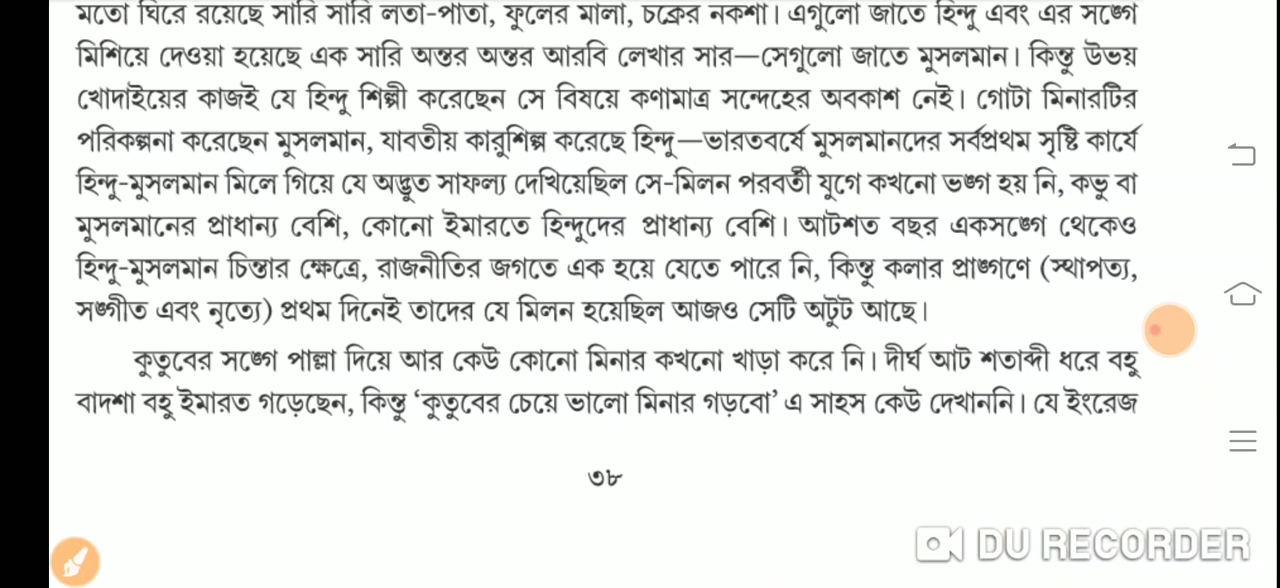 মতো ঘিরে রয়েছে সারি সারি লতা-পাতা, ফুলের মালা, চক্রের নকশা। এগুলো জাতে হিন্দু এবং এর সঙ্গে
মিশিয়ে দেওয়া হয়েছে এক সারি অন্তর অন্তর আরবি লেখার সার—সেগুলো জাতে মুসলমান। কিন্তু উভয়
খোদাইয়ের কাজই যে হিন্দু শিল্পী করেছেন সে বিষয়ে কণামাত্র সন্দেহের অবকাশ নেই। গোটা মিনারটির
পরিকল্পনা করেছেন মুসলমান, যাবতীয় কারুশিল্প করেছে হিন্দু—ভারতবর্ষে মুসলমানদের সর্বপ্রথম সৃষ্টি কার্যে
হিন্দু-মুসলমান মিলে গিয়ে যে অদ্ভুত সাফল্য দেখিয়েছিল সে-মিলন পরবর্তী যুগে কখনো ভঙ্গ হয় নি, কভু বা
মুসলমানের প্রাধান্য বেশি, কোনো ইমারতে হিন্দুদের প্রাধান্য বেশি। আটশত বছর একসঙ্গে থেকেও
হিন্দু-মুসলমান চিন্তার ক্ষেত্রে, রাজনীতির জগতে এক হয়ে যেতে পারে নি, কিন্তু কলার প্রাঙ্গণে (স্থাপত্য,
সঙ্গীত এবং নৃত্যে) প্রথম দিনেই তাদের যে মিলন হয়েছিল আজও সেটি অটুট আছে।
কুতুবের সঙ্গে পাল্লা দিয়ে আর কেউ কোনো মিনার কখনো খাড়া করে নি। দীর্ঘ আট শতাব্দী ধরে বহু
বাদশা বহু ইমারত গড়েছেন, কিন্তু ‘কুতুবের চেয়ে ভালো মিনার গড়বো’ এ সাহস কেউ দেখাননি। যে ইংরেজ
৩৮
DU RECORDER